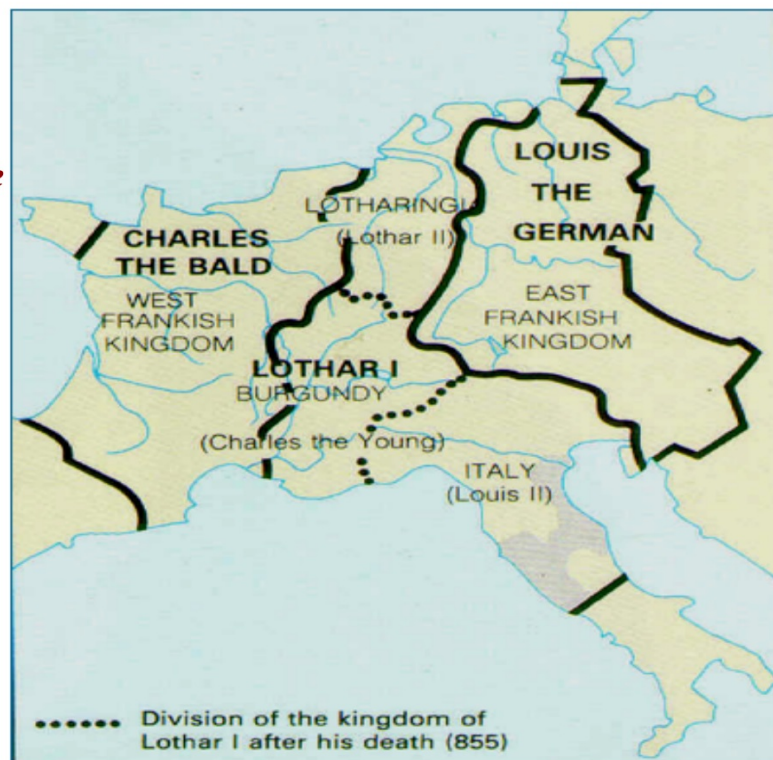 LOUIS
THE
GERMAN
LOTHARINGI
(Lothar II)
CHARLES
THE BALD
WEST
FRANKISH
KINGDOM
EAST
FRANKISH
KINGDOM
LOTHAR I
BURGUNDY
(Charles the Young)
ITALY
(Louis II)
Division of the kingdom of
Lothar I after his death (855)